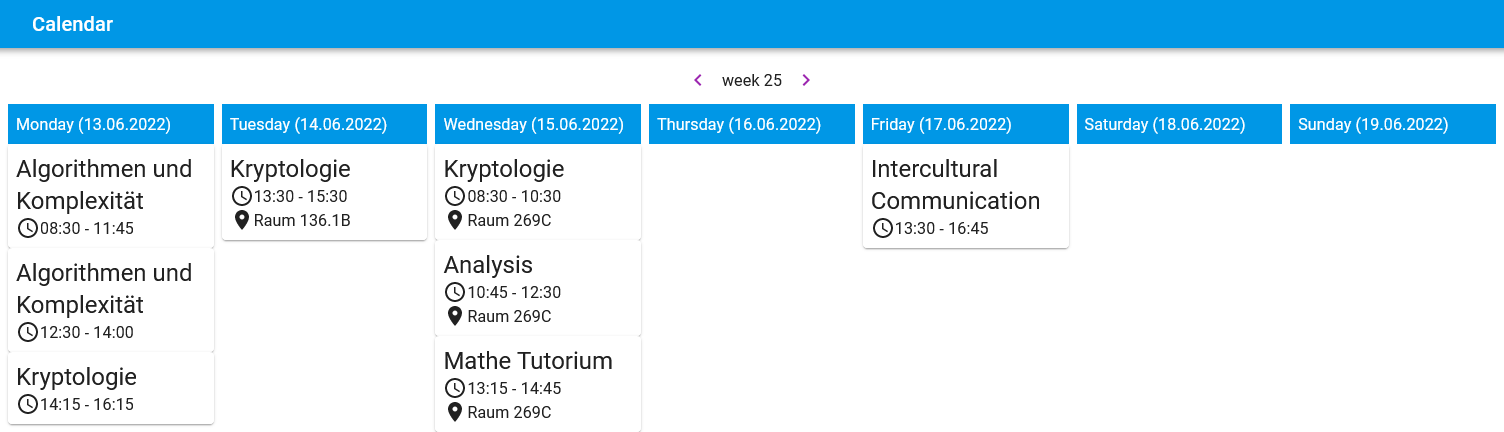 Calendar
week 25
Monday (13.06.2022)
Algorithmen und
Komplexität
08:30 - 11:45
Algorithmen und
Komplexität
12:30 - 14:00
Kryptologie
14:15 - 16:15
Tuesday (14.06.2022)
Kryptologie
13:30 - 15:30
Raum 136.1B
Wednesday (15.06.2022)
Kryptologie
08:30 - 10:30
Raum 269C
Analysis
10:45 - 12:30
Raum 269C
Mathe Tutorium
13:15 - 14:45
Raum 269C
Thursday (16.06.2022)
Friday (17.06.2022)
Intercultural
Communication
13:30 - 16:45
Saturday (18.06.2022)
Sunday (19.06.2022)